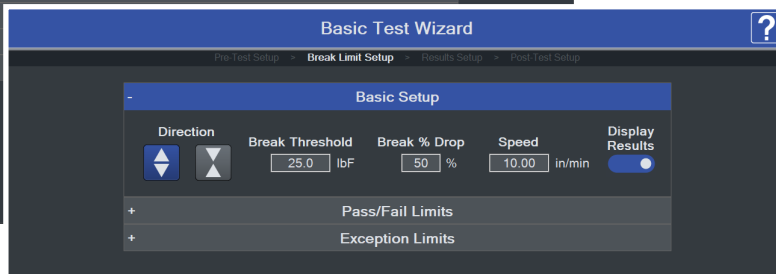 Basic Test Wizard
?
Pre-Test Setup > Break Limit Setup > Results Setup > Post-Test Setup
- Basic Setup
Direction
Break Threshold
25.0 lbF
Break % Drop
50 %
Speed
10.00 in/min
Display
Results
+ Pass/Fail Limits
+ Exception Limits